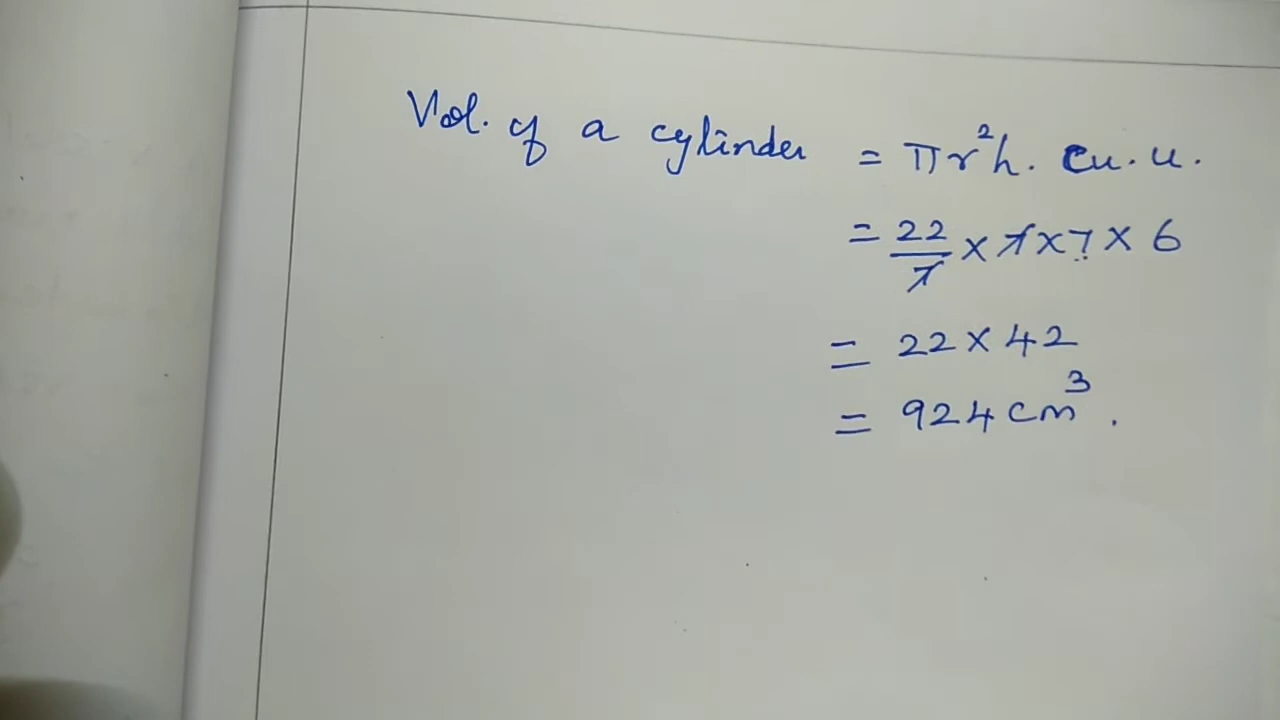 Vol. of a cylinder = πr²h. cu. u.
= 22/7 × 7 × 7 × 6
= 22 × 42
= 924 cm³.